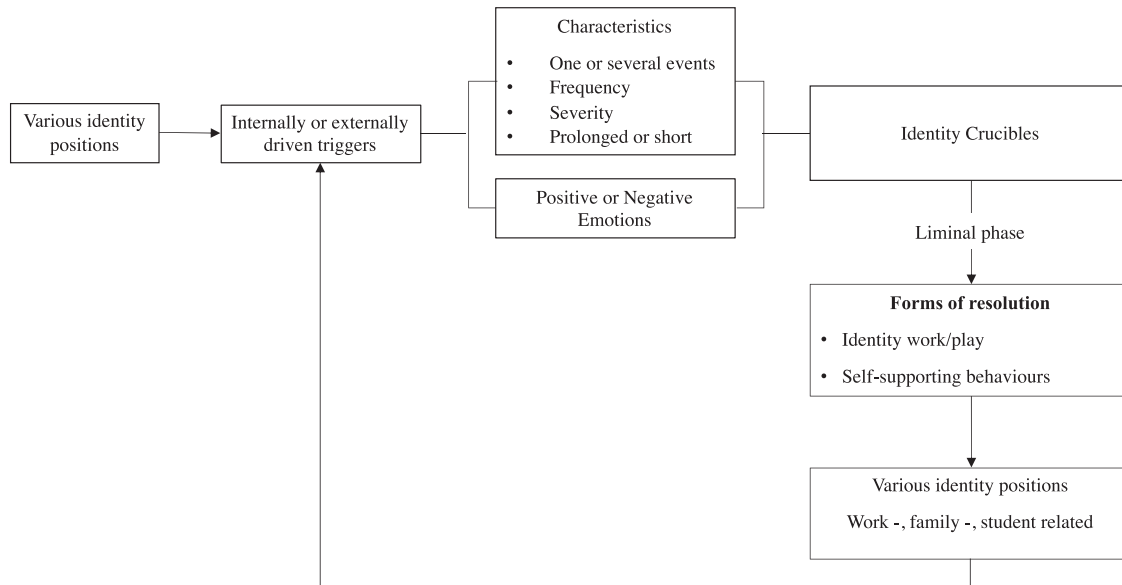 Various identity
positions
Internally or externally
driven triggers
Characteristics
• One or several events
• Frequency
• Severity
• Prolonged or short
Positive or Negative
Emotions
Identity Crucibles
Liminal phase
Forms of resolution
• Identity work/play
• Self-supporting behaviours
Various identity positions
Work -, family -, student related